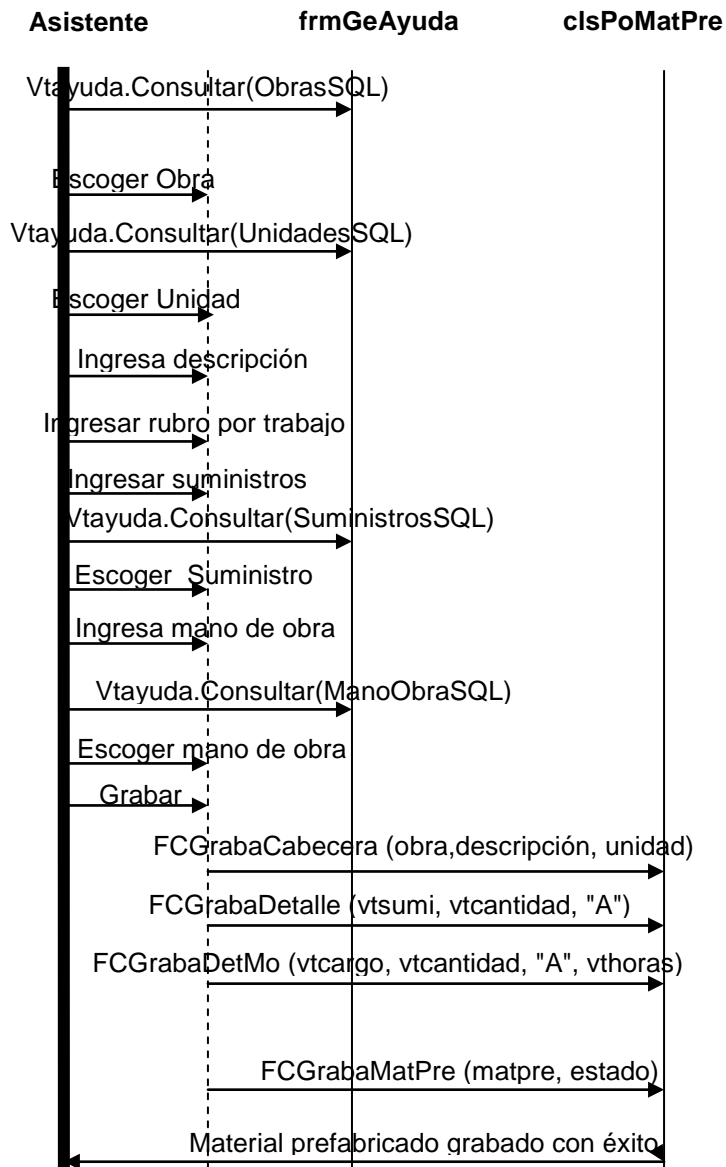 Asistente frmGeAyuda clsPoMatPre
Vtayuda.Consultar(ObrasSQL)
Escoger Obra
Vtayuda.Consultar(UnidadesSQL)
Escoger Unidad
Ingresa descripción
Ingresar rubro por trabajo
Ingresar suministros
Vtayuda.Consultar(SuministrosSQL)
Escoger Suministro
Ingresa mano de obra
Vtayuda.Consultar(ManoObraSQL)
Escoger mano de obra
Grabar
FCGrabaCabecera (obra,descripción, unidad)
FCGrabaDetalle (vtsumi, vtcantidad, "A")
FCGrabaDetMo (vtcargo, vtcantidad, "A", vthoras)
FCGrabaMatPre (matpre, estado)
Material prefabricado grabado con éxito